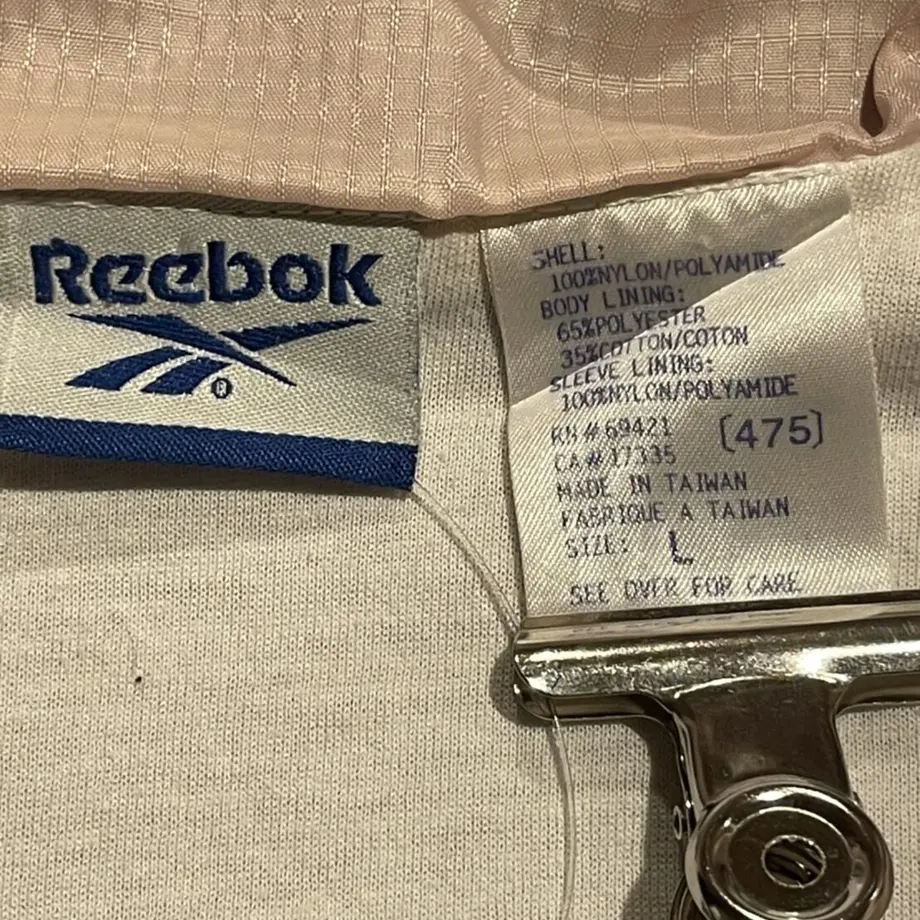 Reebok
®
SHELL:
100%NYLON/POLYAMIDE
BODY LINING:
65%POLYESTER
35%COTTON/COTON
SLEEVE LINING:
100%NYLON/POLYAMIDE
RN#69421 (475)
CA#17335
MADE IN TAIWAN
FABRIQUE A TAIWAN
SIZE: L
SEE OVER FOR CARE